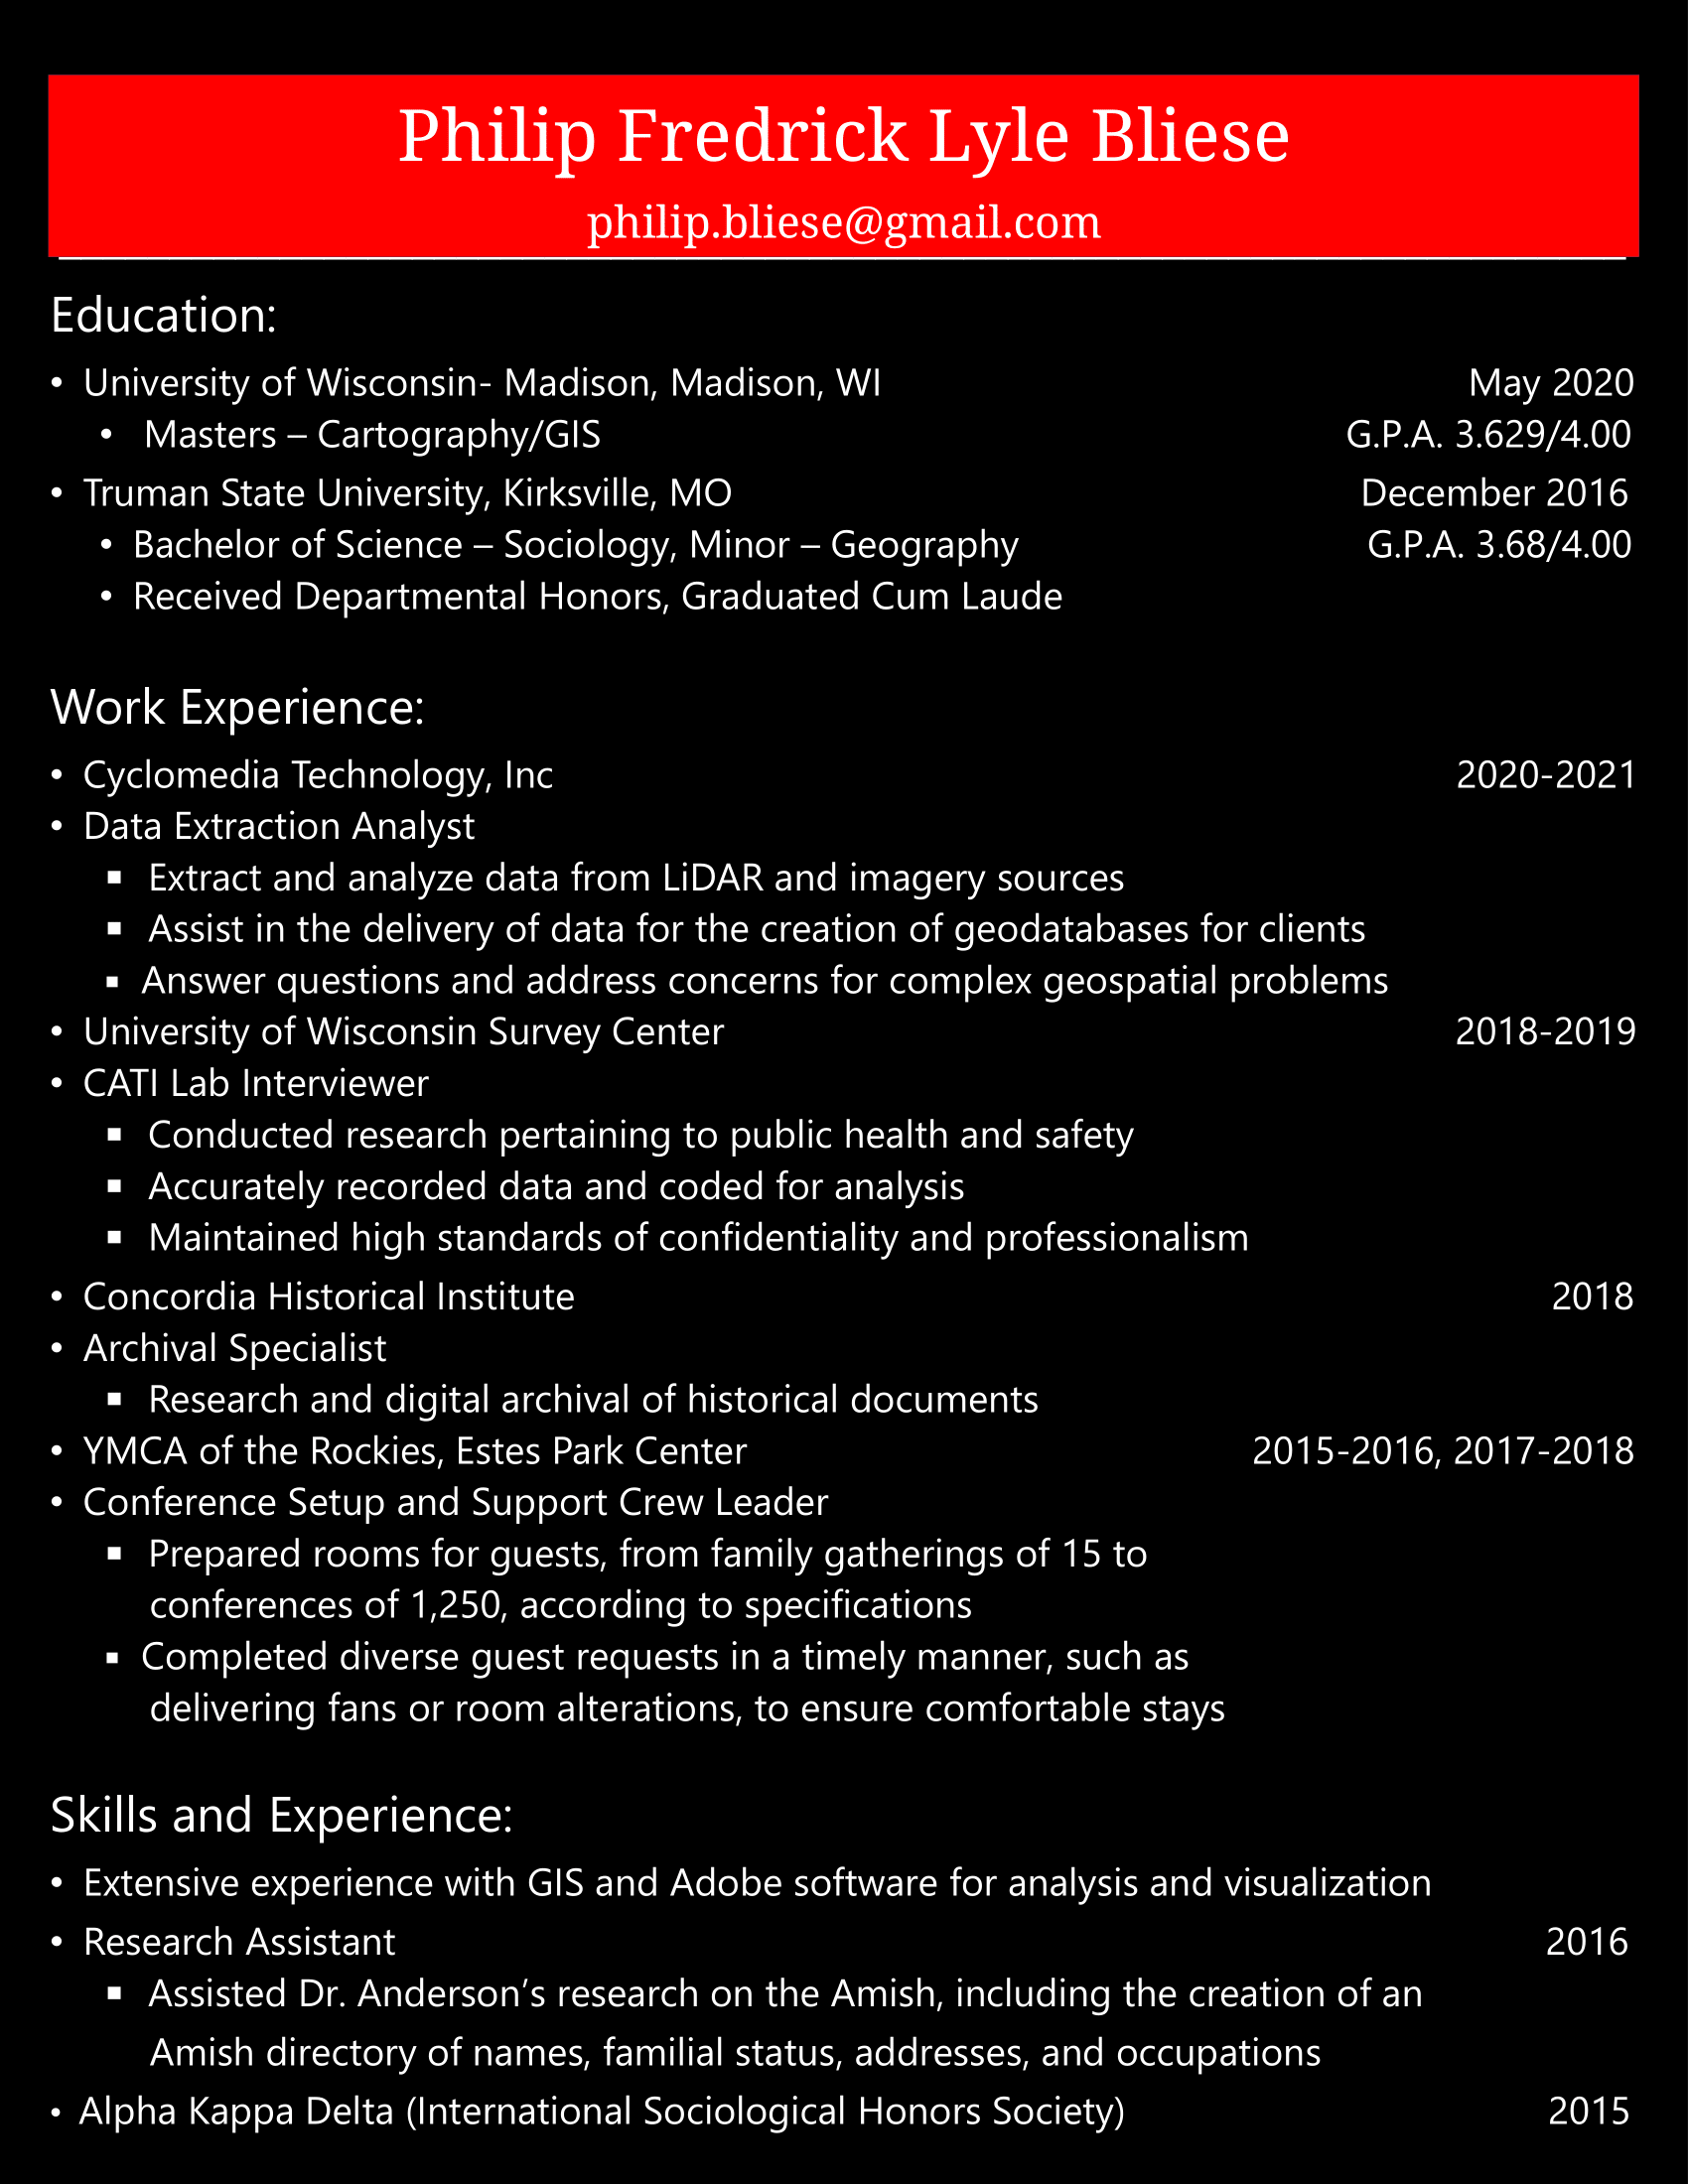 Philip Fredrick Lyle Bliese
philip.bliese@gmail.com
Education:
• University of Wisconsin- Madison, Madison, WI May 2020
• Masters – Cartography/GIS G.P.A. 3.629/4.00
• Truman State University, Kirksville, MO December 2016
• Bachelor of Science – Sociology, Minor – Geography G.P.A. 3.68/4.00
• Received Departmental Honors, Graduated Cum Laude
Work Experience:
• Cyclomedia Technology, Inc 2020-2021
• Data Extraction Analyst
▪ Extract and analyze data from LiDAR and imagery sources
▪ Assist in the delivery of data for the creation of geodatabases for clients
▪ Answer questions and address concerns for complex geospatial problems
• University of Wisconsin Survey Center 2018-2019
• CATI Lab Interviewer
▪ Conducted research pertaining to public health and safety
▪ Accurately recorded data and coded for analysis
▪ Maintained high standards of confidentiality and professionalism
• Concordia Historical Institute 2018
• Archival Specialist
▪ Research and digital archival of historical documents
• YMCA of the Rockies, Estes Park Center 2015-2016, 2017-2018
• Conference Setup and Support Crew Leader
▪ Prepared rooms for guests, from family gatherings of 15 to
conferences of 1,250, according to specifications
▪ Completed diverse guest requests in a timely manner, such as
delivering fans or room alterations, to ensure comfortable stays
Skills and Experience:
• Extensive experience with GIS and Adobe software for analysis and visualization
• Research Assistant 2016
▪ Assisted Dr. Anderson’s research on the Amish, including the creation of an
Amish directory of names, familial status, addresses, and occupations
• Alpha Kappa Delta (International Sociological Honors Society) 2015